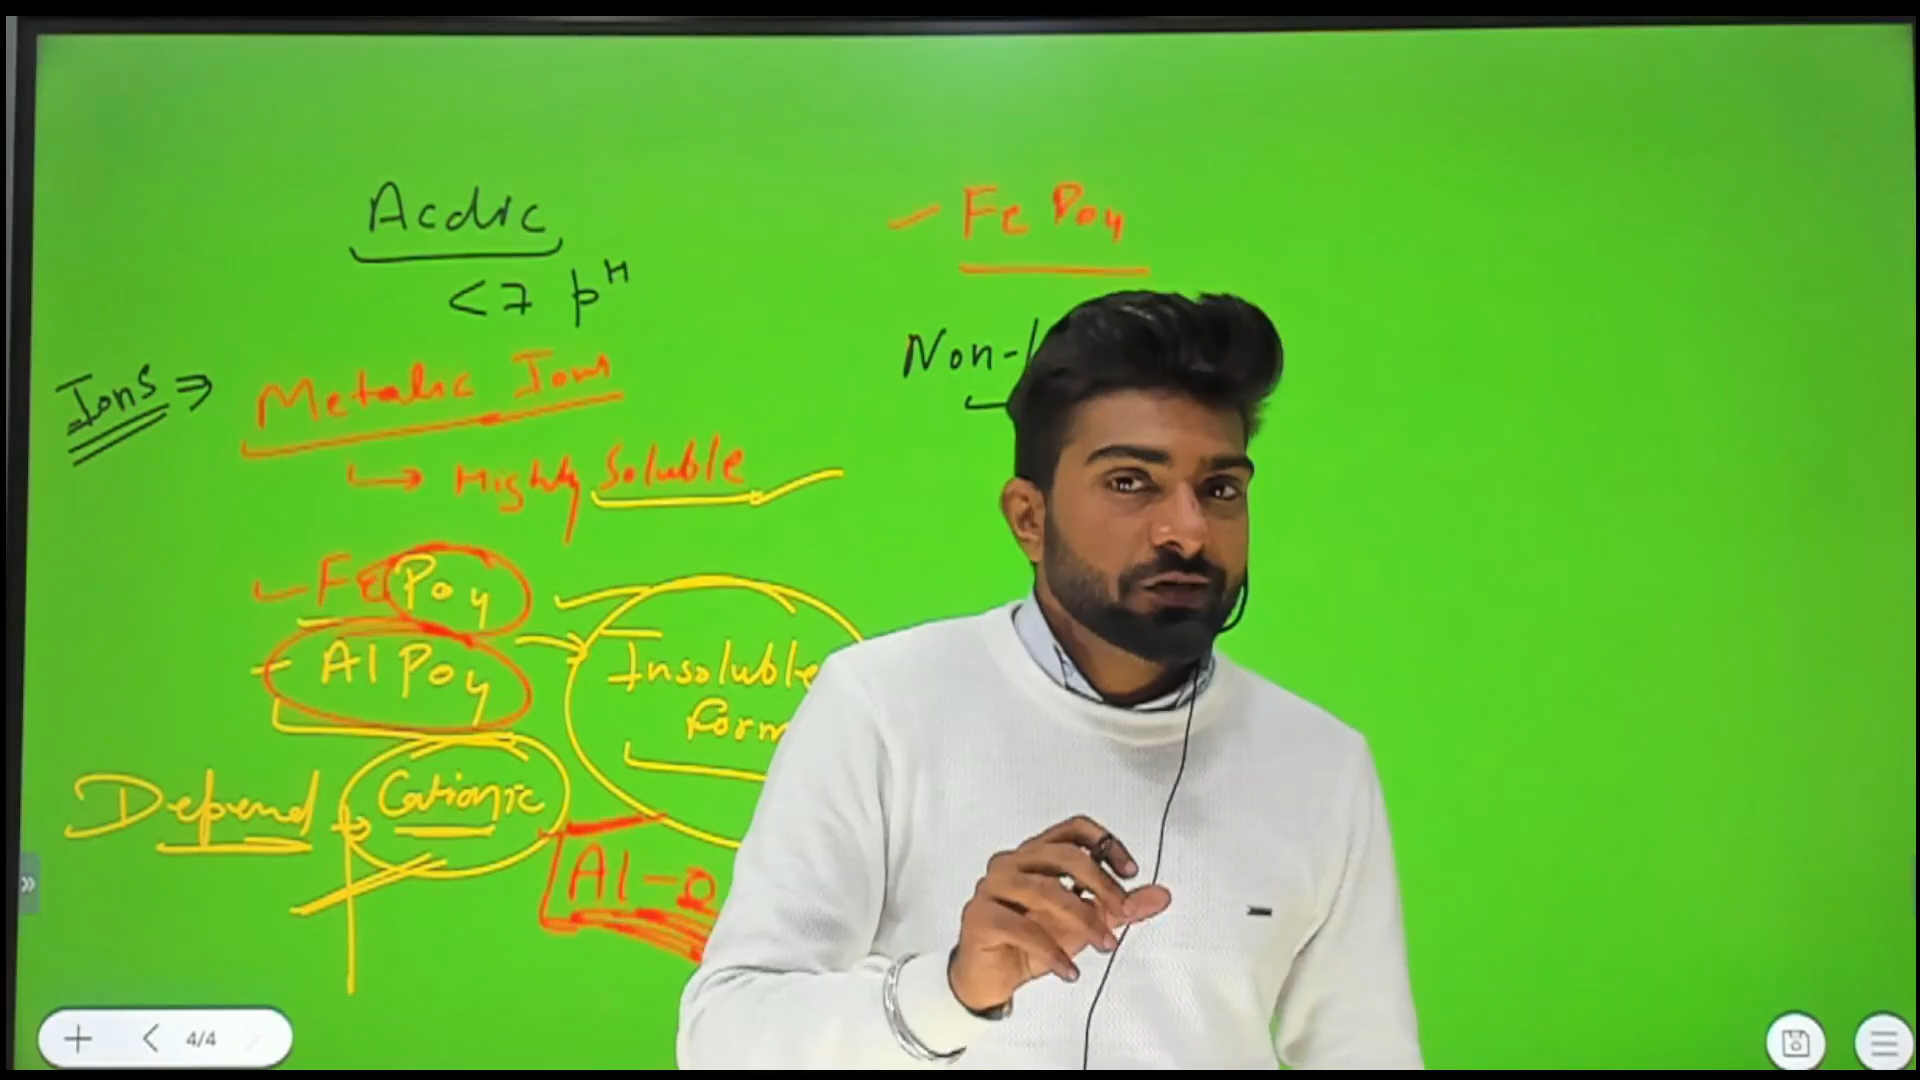 Acdic
<7 pH
Ions ⇒ Metalic Ions
↳ Highly Soluble
Fe Po4
Al Po4
Insoluble
Form
Depend → Cationic
Al-
Fe Po4
Non-
4/4